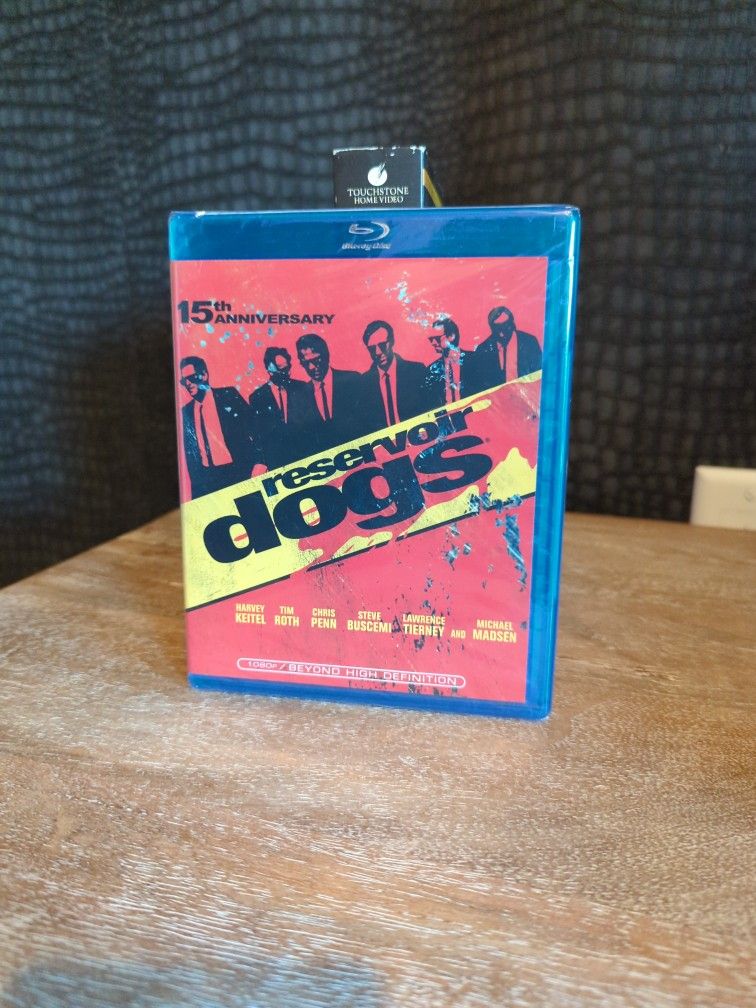 TOUCHSTONE
HOME VIDEO
Blu-ray Disc
15th
ANNIVERSARY
reservoir
dogs
HARVEY KEITEL TIM ROTH CHRIS PENN STEVE BUSCEMI LAWRENCE TIERNEY AND MICHAEL MADSEN
1080P / BEYOND HIGH DEFINITION